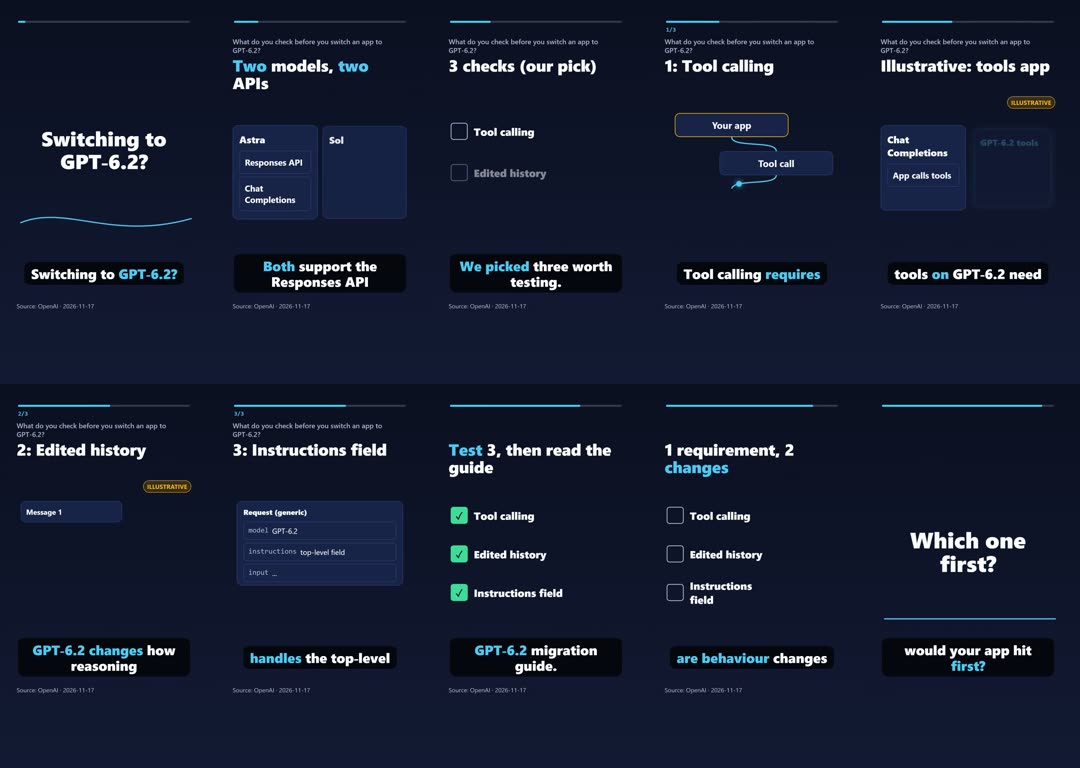 Switching to
GPT-6.2?
Switching to GPT-6.2?
Source: OpenAI · 2026-11-17
What do you check before you switch an app to
GPT-6.2?
Two models, two
APIs
Astra
Responses API
Chat
Completions
Sol
Both support the
Responses API
Source: OpenAI · 2026-11-17
What do you check before you switch an app to
GPT-6.2?
3 checks (our pick)
Tool calling
Edited history
We picked three worth
testing.
Source: OpenAI · 2026-11-17
1/3
What do you check before you switch an app to
GPT-6.2?
1: Tool calling
Your app
Tool call
Tool calling requires
Source: OpenAI · 2026-11-17
What do you check before you switch an app to
GPT-6.2?
Illustrative: tools app
ILLUSTRATIVE
Chat
Completions
App calls tools
GPT-6.2 tools
tools on GPT-6.2 need
Source: OpenAI · 2026-11-17
2/3
What do you check before you switch an app to
GPT-6.2?
2: Edited history
ILLUSTRATIVE
Message 1
GPT-6.2 changes how
reasoning
Source: OpenAI · 2026-11-17
3/3
What do you check before you switch an app to
GPT-6.2?
3: Instructions field
Request (generic)
model GPT-6.2
instructions top-level field
input ...
handles the top-level
Source: OpenAI · 2026-11-17
Test 3, then read the
guide
Tool calling
Edited history
Instructions field
GPT-6.2 migration
guide.
Source: OpenAI · 2026-11-17
1 requirement, 2
changes
Tool calling
Edited history
Instructions
field
are behaviour changes
Source: OpenAI · 2026-11-17
Which one
first?
would your app hit
first?